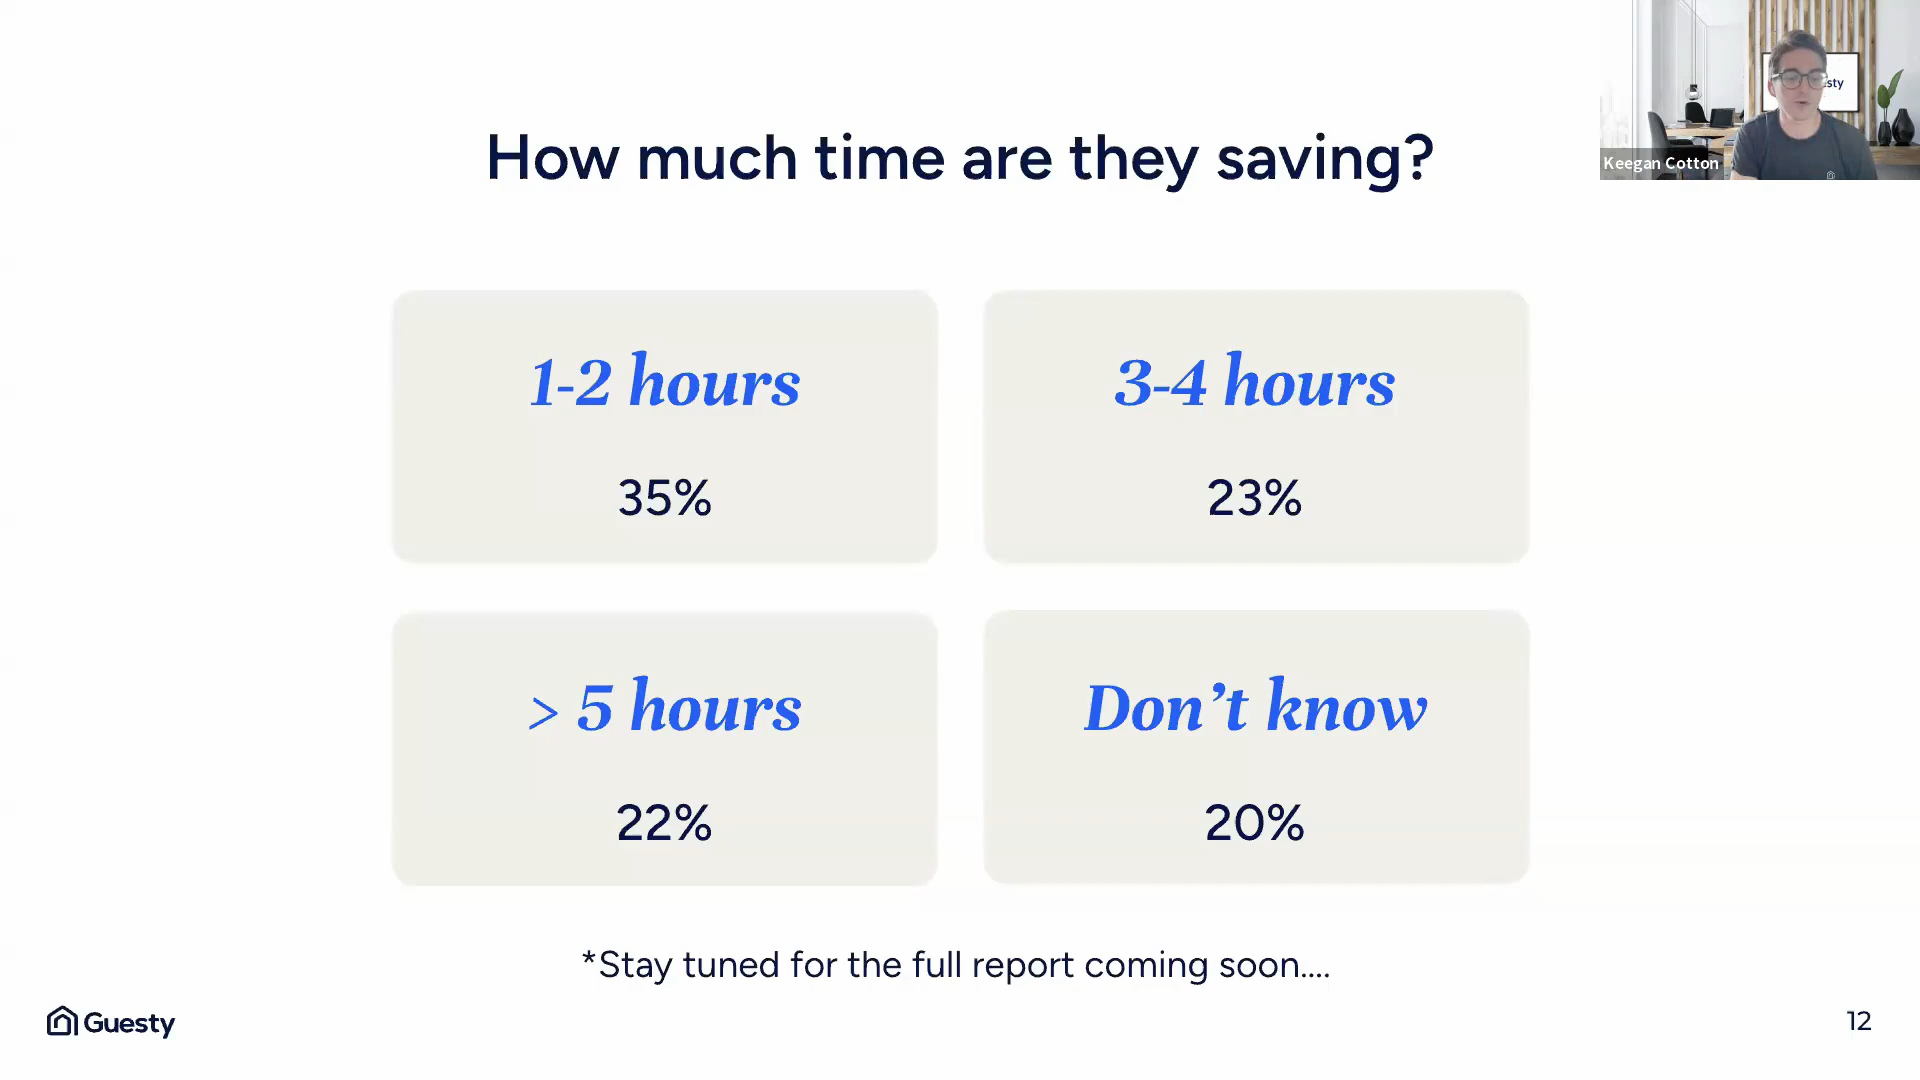 How much time are they saving?
sty
Keegan Cotton
1-2 hours
35%
3-4 hours
23%
> 5 hours
22%
Don’t know
20%
*Stay tuned for the full report coming soon....
Guesty
12